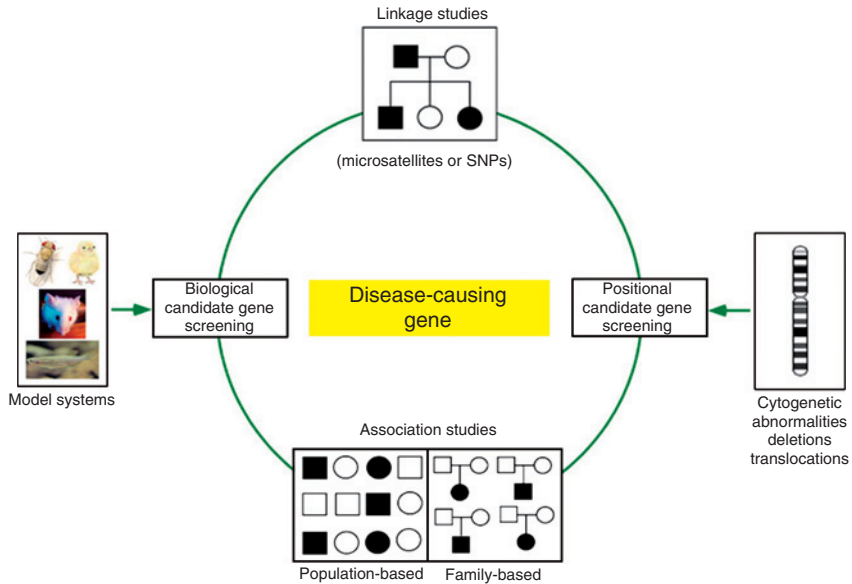 Linkage studies
(microsatellites or SNPs)
Biological
candidate gene
screening
Disease-causing
gene
Positional
candidate gene
screening
Model systems
Cytogenetic
abnormalities
deletions
translocations
Association studies
Population-based
Family-based